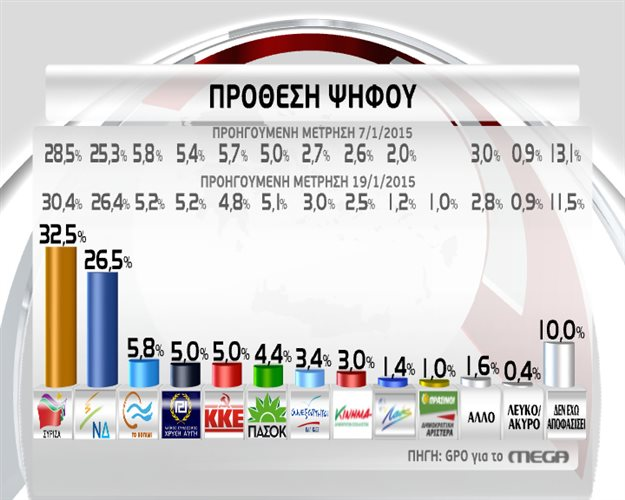 ΠΡΟΘΕΣΗ ΨΗΦΟΥ
ΠΡΟΗΓΟΥΜΕΝΗ ΜΕΤΡΗΣΗ 7/1/2015
28,5% 25,3% 5,8% 5,4% 5,7% 5,0% 2,7% 2,6% 2,0% 3,0% 0,9% 13,1%
ΠΡΟΗΓΟΥΜΕΝΗ ΜΕΤΡΗΣΗ 19/1/2015
30,4% 26,4% 5,2% 5,2% 4,8% 5,1% 3,0% 2,5% 1,2% 1,0% 2,8% 0,9% 11,5%
32,5% 26,5% 5,8% 5,0% 5,0% 4,4% 3,4% 3,0% 1,4% 1,0% 1,6% 0,4% 10,0%
ΣΥΡΙΖΑ ΝΔ ΤΟ ΠΟΤΑΜΙ ΧΡΥΣΗ ΑΥΓΗ ΚΚΕ ΠΑΣΟΚ ΚΙΝΗΜΑ ΠΡΑΣΙΝΟΙ ΔΗΜΟΚΡΑΤΙΚΗ ΑΡΙΣΤΕΡΑ ΑΛΛΟ ΛΕΥΚΟ/ ΑΚΥΡΟ ΔΕΝ ΕΧΩ ΑΠΟΦΑΣΙΣΕΙ
ΠΗΓΗ: GPO για το MEGA